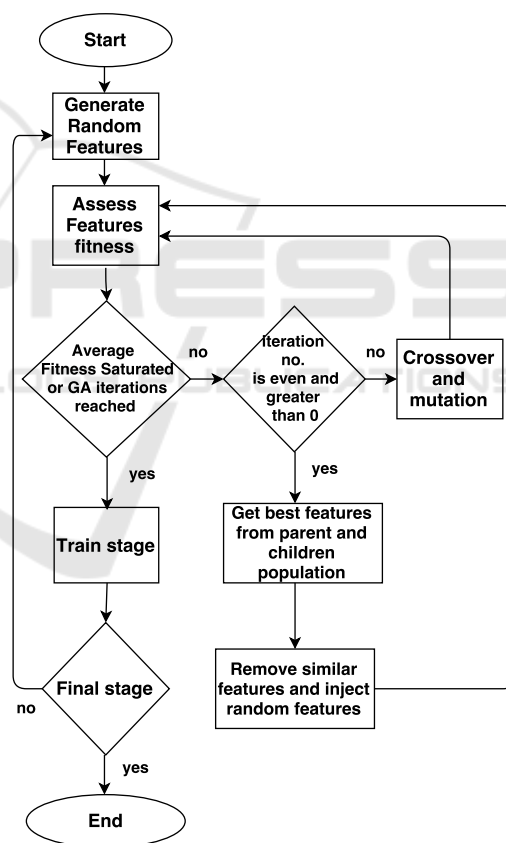 Start
Generate
Random
Features
Assess
Features
fitness
Average
Fitness Saturated
or GA iterations
reached
no
iteration
no.
is even and
greater
than 0
no
Crossover
and
mutation
yes
yes
Train stage
Get best features
from parent and
children
population
Final stage
Remove similar
features and inject
random features
no
yes
End